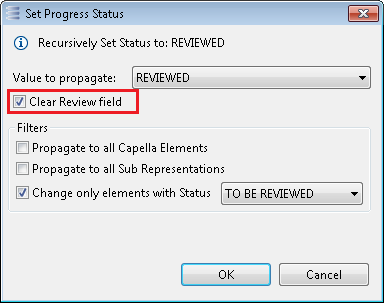 Set Progress Status
Recursively Set Status to: REVIEWED
Value to propagate: REVIEWED
Clear Review field
Filters
Propagate to all Capella Elements
Propagate to all Sub Representations
Change only elements with Status TO BE REVIEWED
OK Cancel